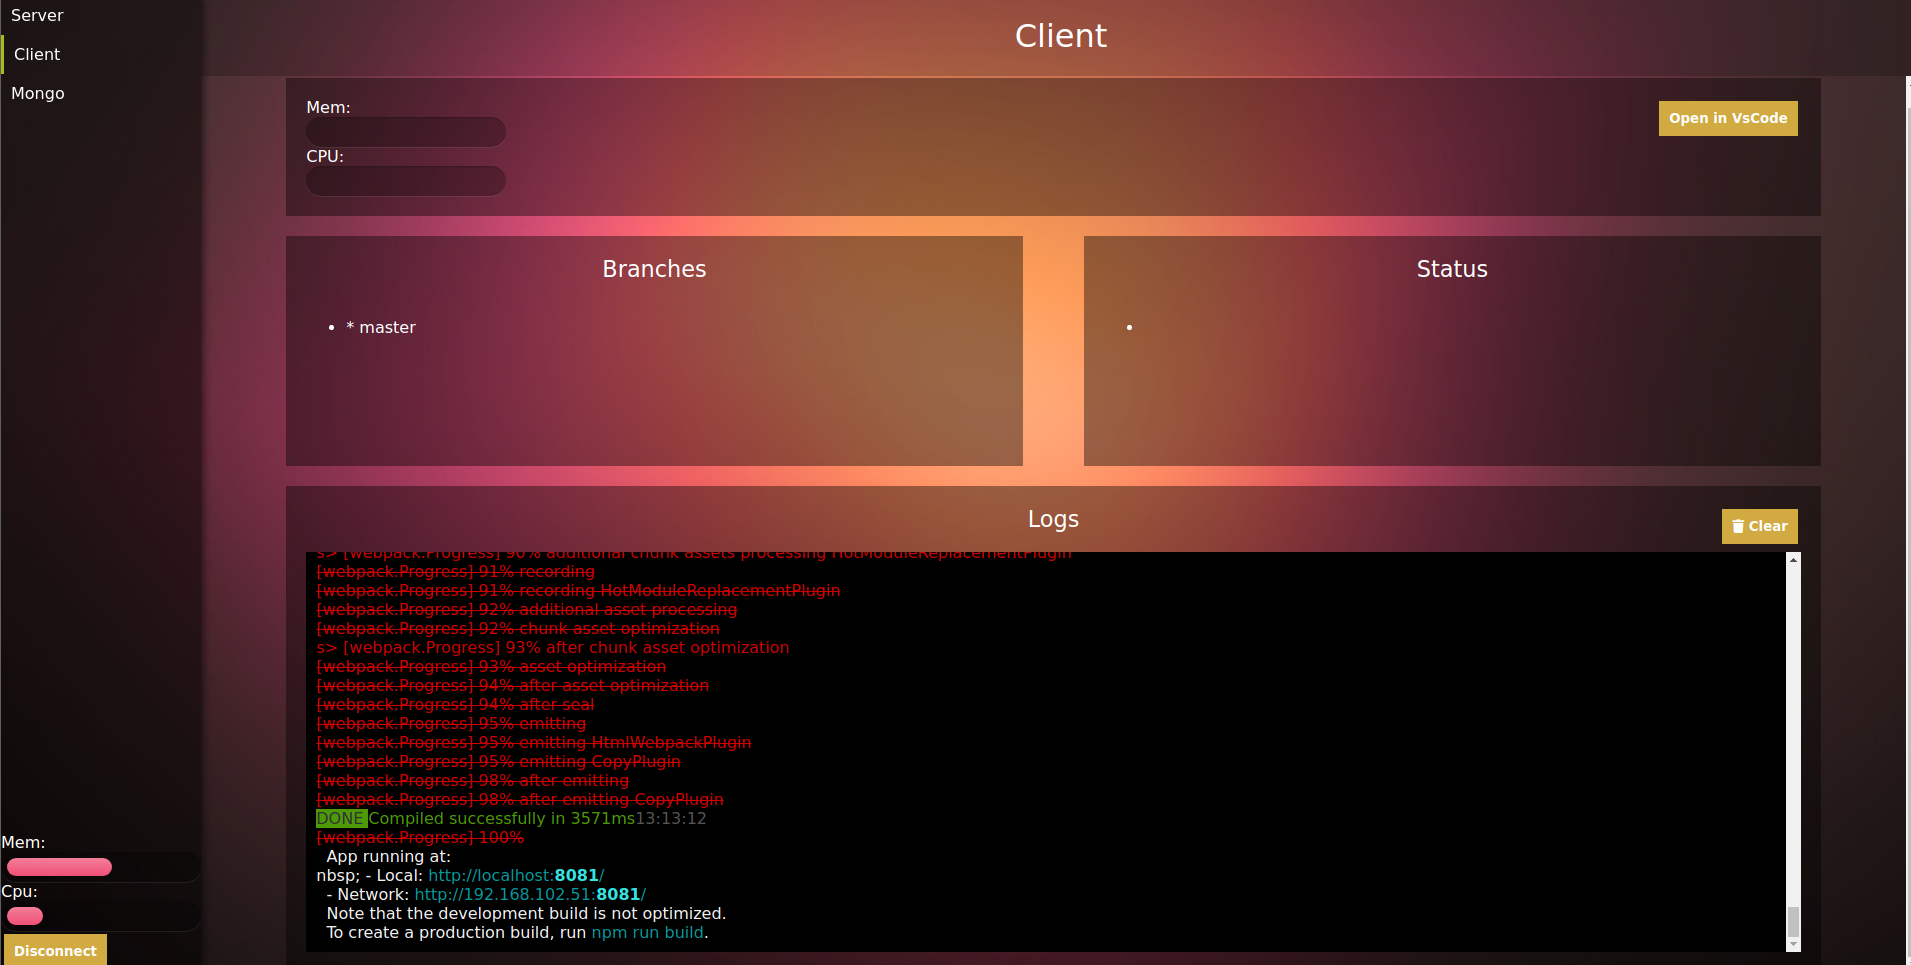 Server
Client
Mongo
Client
Mem:
CPU:
Open in VsCode
Branches
* master
Status
Logs
Clear
s> [webpack.Progress] 90% additional chunk assets processing HotModuleReplacementPlugin
[webpack.Progress] 91% recording
[webpack.Progress] 91% recording HotModuleReplacementPlugin
[webpack.Progress] 92% additional asset processing
[webpack.Progress] 92% chunk asset optimization
s> [webpack.Progress] 93% after chunk asset optimization
[webpack.Progress] 93% asset optimization
[webpack.Progress] 94% after asset optimization
[webpack.Progress] 94% after seal
[webpack.Progress] 95% emitting
[webpack.Progress] 95% emitting HtmlWebpackPlugin
[webpack.Progress] 95% emitting CopyPlugin
[webpack.Progress] 98% after emitting
[webpack.Progress] 98% after emitting CopyPlugin
DONE Compiled successfully in 3571ms13:13:12
[webpack.Progress] 100%
App running at:
nbsp; - Local: http://localhost:8081/
- Network: http://192.168.102.51:8081/
Note that the development build is not optimized.
To create a production build, run npm run build.
Mem:
Cpu:
Disconnect